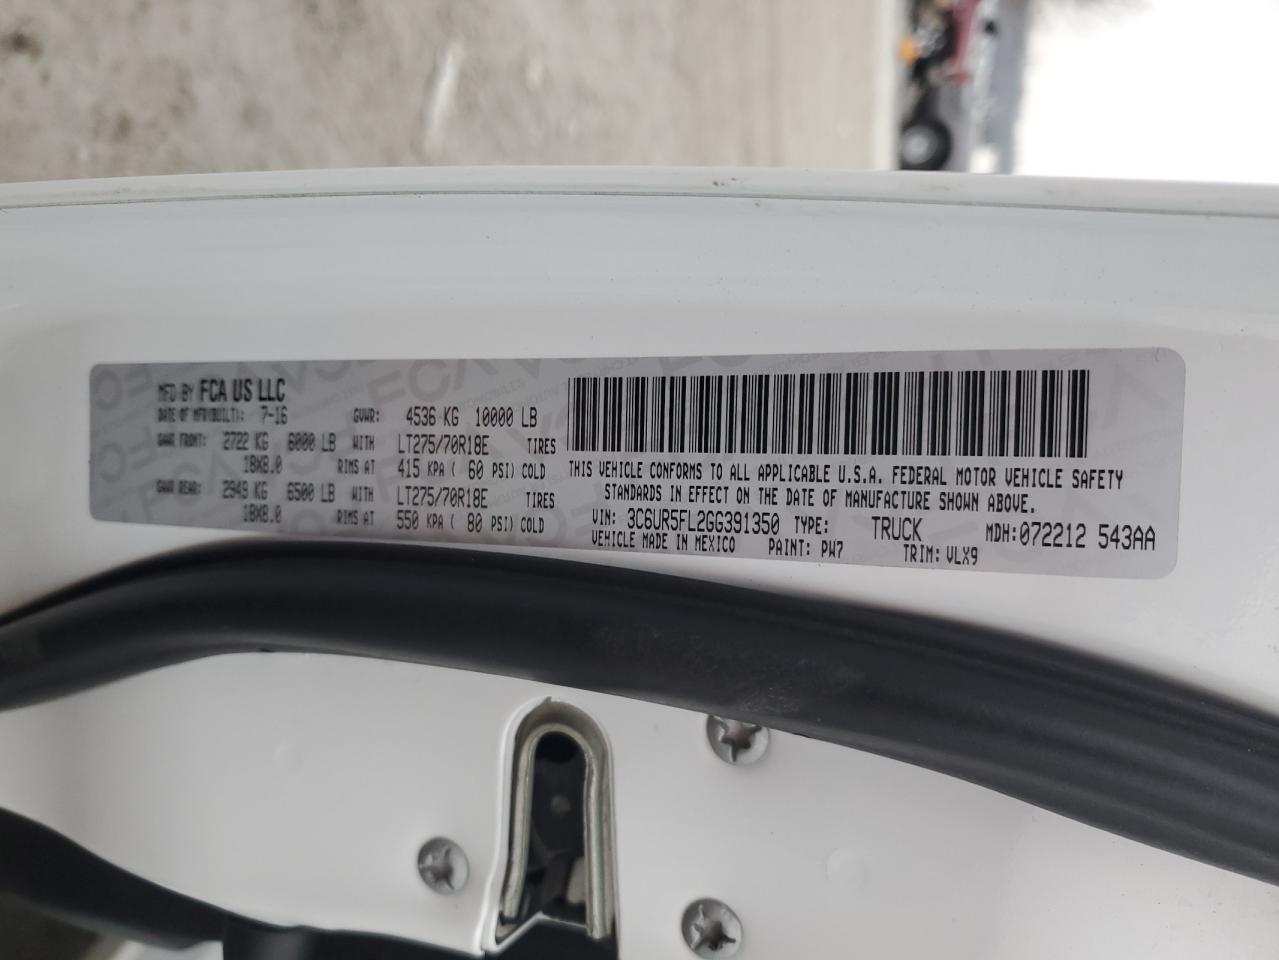 MFD BY FCA US LLC
DATE OF MFR(BUILT): 7-16 GVWR: 4536 KG 10000 LB
GAWR FRONT: 2722 KG 6000 LB WITH LT275/70R18E TIRES
18X8.0 RIMS AT 415 KPA ( 60 PSI) COLD
GAWR REAR: 2949 KG 6500 LB WITH LT275/70R18E TIRES
18X8.0 RIMS AT 550 KPA ( 80 PSI) COLD
THIS VEHICLE CONFORMS TO ALL APPLICABLE U.S.A. FEDERAL MOTOR VEHICLE SAFETY
STANDARDS IN EFFECT ON THE DATE OF MANUFACTURE SHOWN ABOVE.
VIN: 3C6UR5FL2GG391350 TYPE: TRUCK MDH:072212 543AA
VEHICLE MADE IN MEXICO PAINT: PW7 TRIM: VLX9